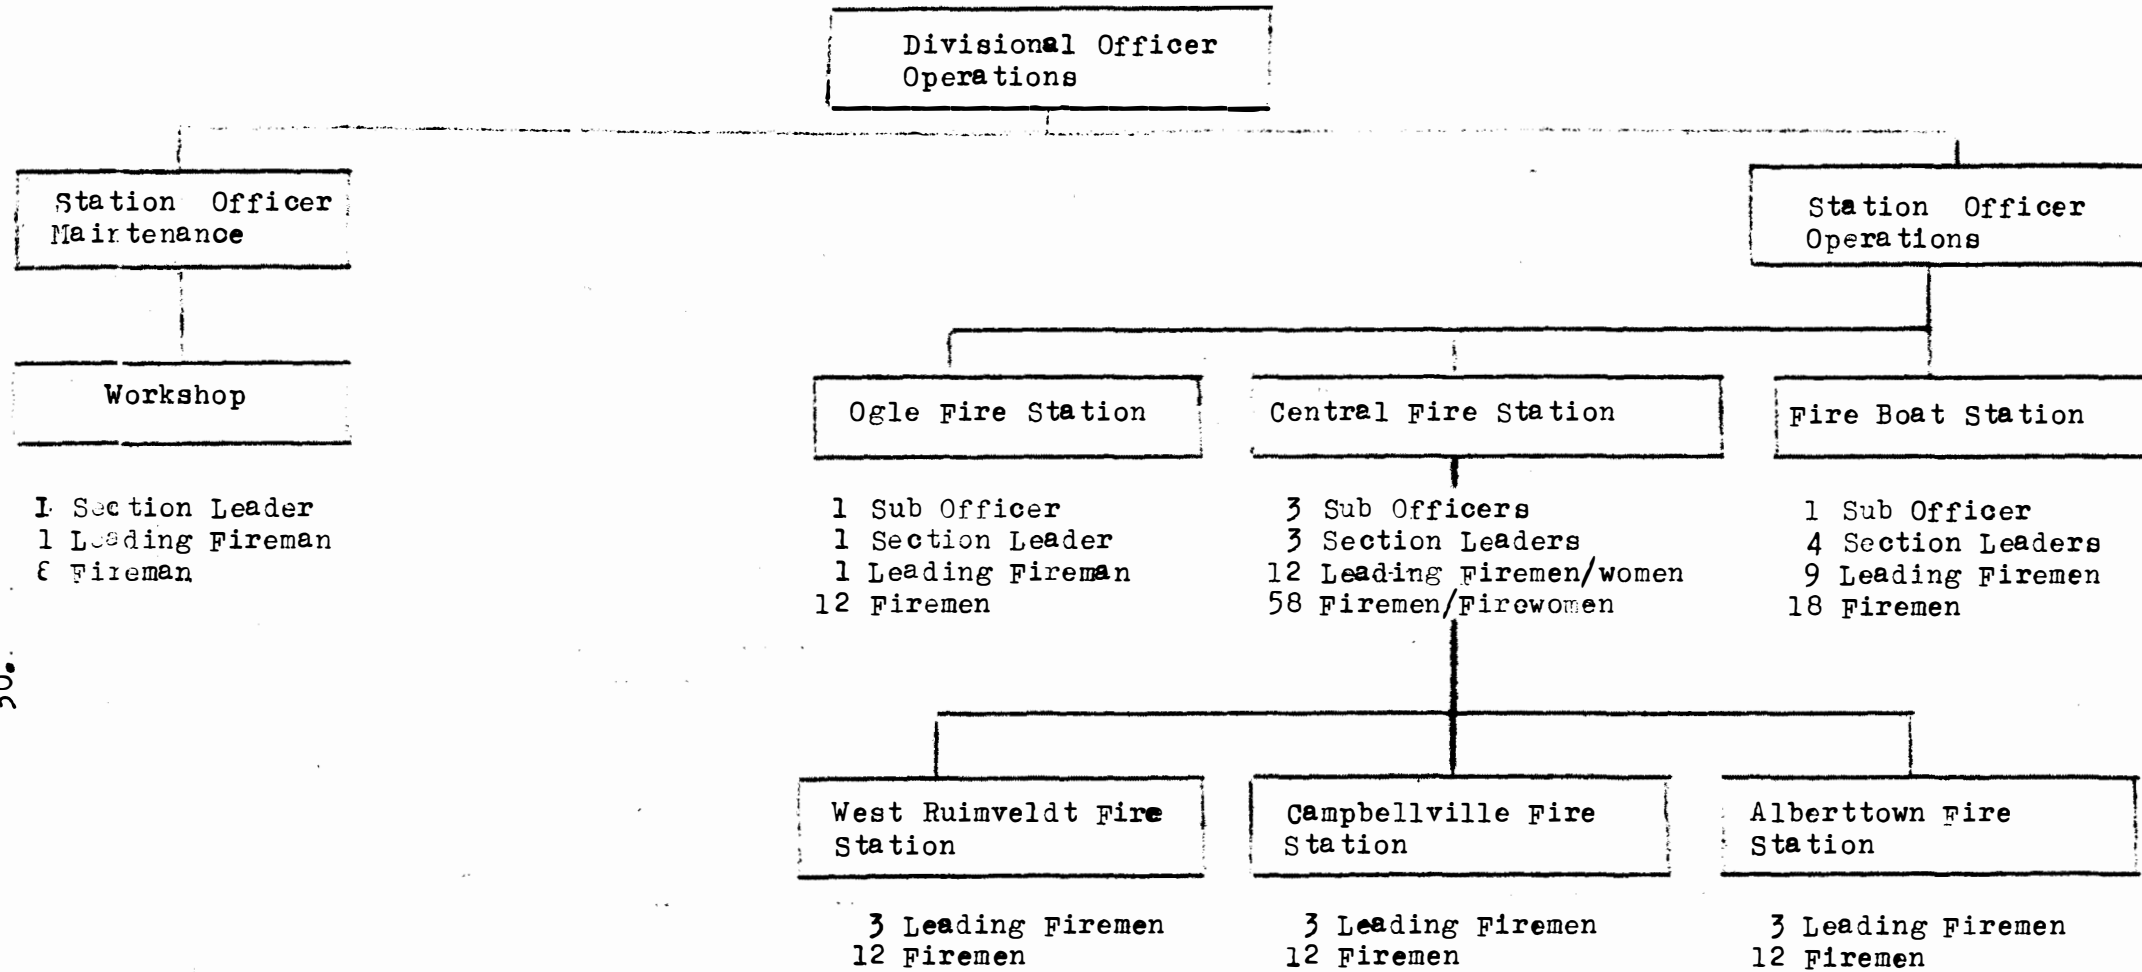 Divisional Officer
Operations
Station Officer
Maintenance
Station Officer
Operations
Workshop
Ogle Fire Station
Central Fire Station
Fire Boat Station
1 Section Leader
1 Leading Fireman
Fireman
1 Sub Officer
1 Section Leader
1 Leading Fireman
12 Firemen
3 Sub Officers
3 Section Leaders
12 Leading Firemen/women
58 Firemen/Firewomen
1 Sub Officer
4 Section Leaders
9 Leading Firemen
18 Firemen
West Ruimveldt Fire
Station
Campbellville Fire
Station
Alberttown Fire
Station
3 Leading Firemen
12 Firemen
3 Leading Firemen
12 Firemen
3 Leading Firemen
12 Firemen